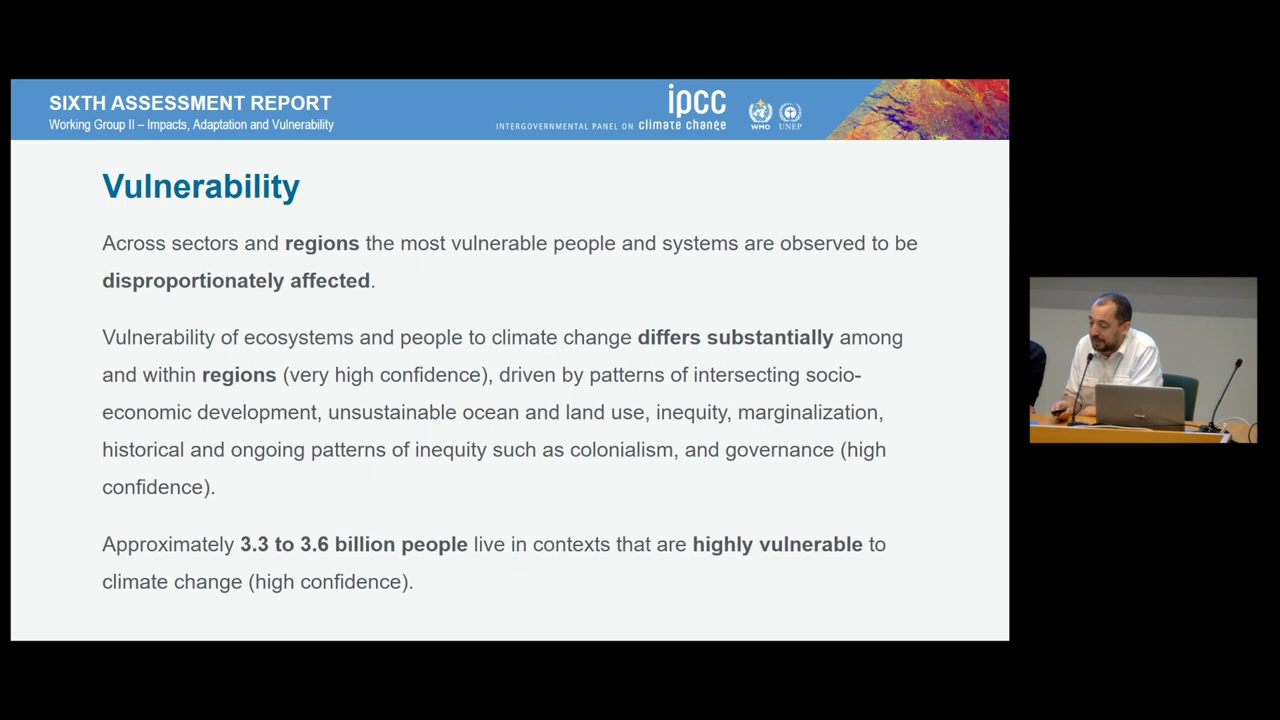 SIXTH ASSESSMENT REPORT
Working Group II – Impacts, Adaptation and Vulnerability
ipcc
INTERGOVERNMENTAL PANEL ON climate change
WMO
UNEP
Vulnerability
Across sectors and regions the most vulnerable people and systems are observed to be
disproportionately affected.
Vulnerability of ecosystems and people to climate change differs substantially among
and within regions (very high confidence), driven by patterns of intersecting socio-
economic development, unsustainable ocean and land use, inequity, marginalization,
historical and ongoing patterns of inequity such as colonialism, and governance (high
confidence).
Approximately 3.3 to 3.6 billion people live in contexts that are highly vulnerable to
climate change (high confidence).